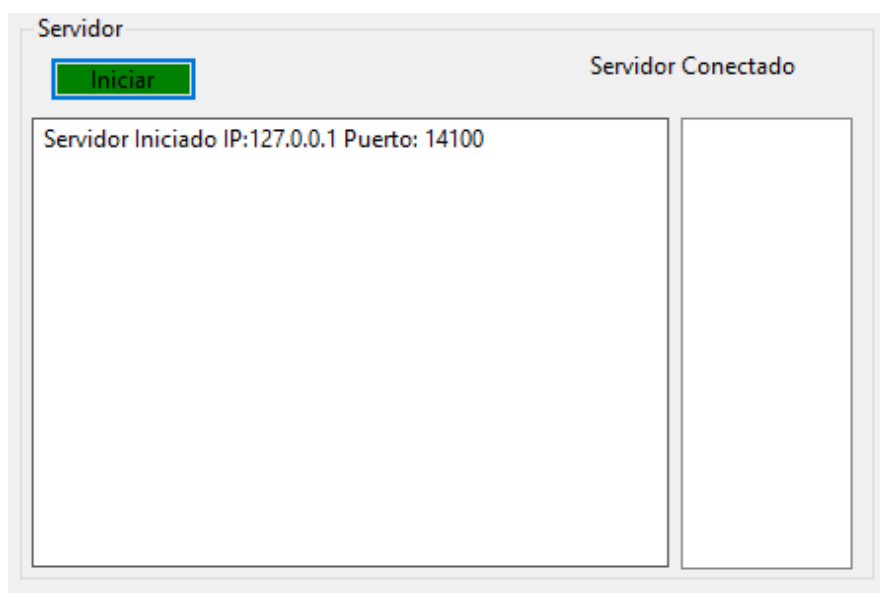 Servidor
Iniciar
Servidor Conectado
Servidor Iniciado IP:127.0.0.1 Puerto: 14100